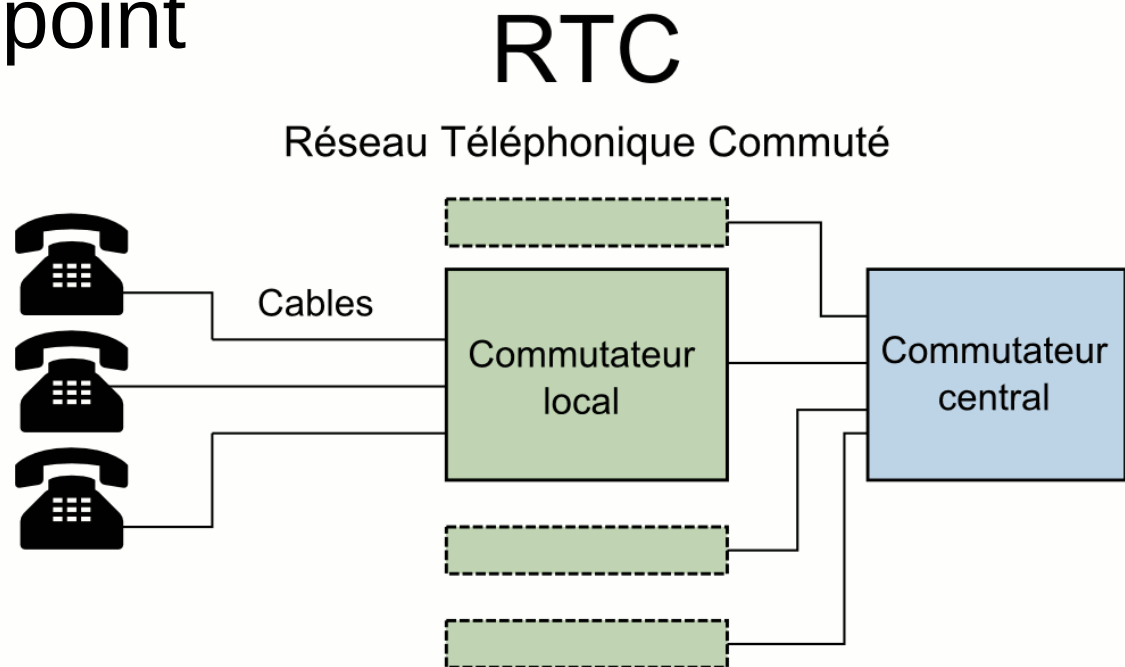 point
RTC
Réseau Téléphonique Commuté
Cables
Commutateur
local
Commutateur
central